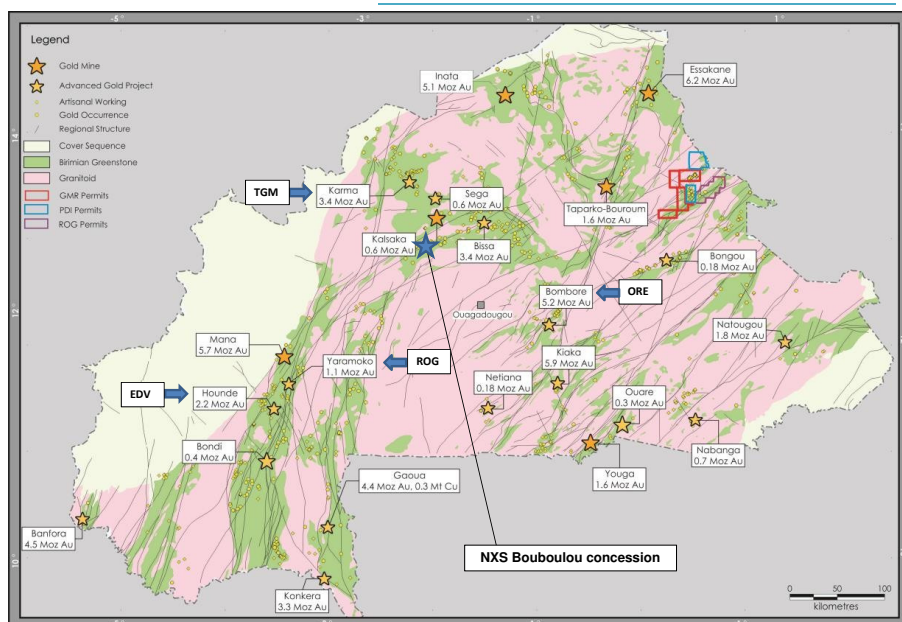 -5°
-3°
-1°
1°
Legend
Gold Mine
Advanced Gold Project
Artisanal Working
Gold Occurrence
Regional Structure
Cover Sequence
Birimian Greenstone
Granitoid
GMR Permits
PDI Permits
ROG Permits
Inata
5.1 Moz Au
Essakane
6.2 Moz Au
14°
TGM
Karma
3.4 Moz Au
Sega
0.6 Moz Au
Taparko-Bouroum
1.6 Moz Au
Kalsaka
0.6 Moz Au
Bissa
3.4 Moz Au
Bongou
0.18 Moz Au
Bombore
5.2 Moz Au
ORE
12°
Ouagadougou
Natougou
1.8 Moz Au
Mana
5.7 Moz Au
Yaramoko
1.1 Moz Au
ROG
Kiaka
5.9 Moz Au
EDV
Hounde
2.2 Moz Au
Netiana
0.18 Moz Au
Ouare
0.3 Moz Au
Bondi
0.4 Moz Au
Nabanga
0.7 Moz Au
Youga
1.6 Moz Au
Gaoua
4.4 Moz Au, 0.3 Mt Cu
Banfora
4.5 Moz Au
NXS Bouboulou concession
10°
Konkera
3.3 Moz Au
0 50 100
kilometres